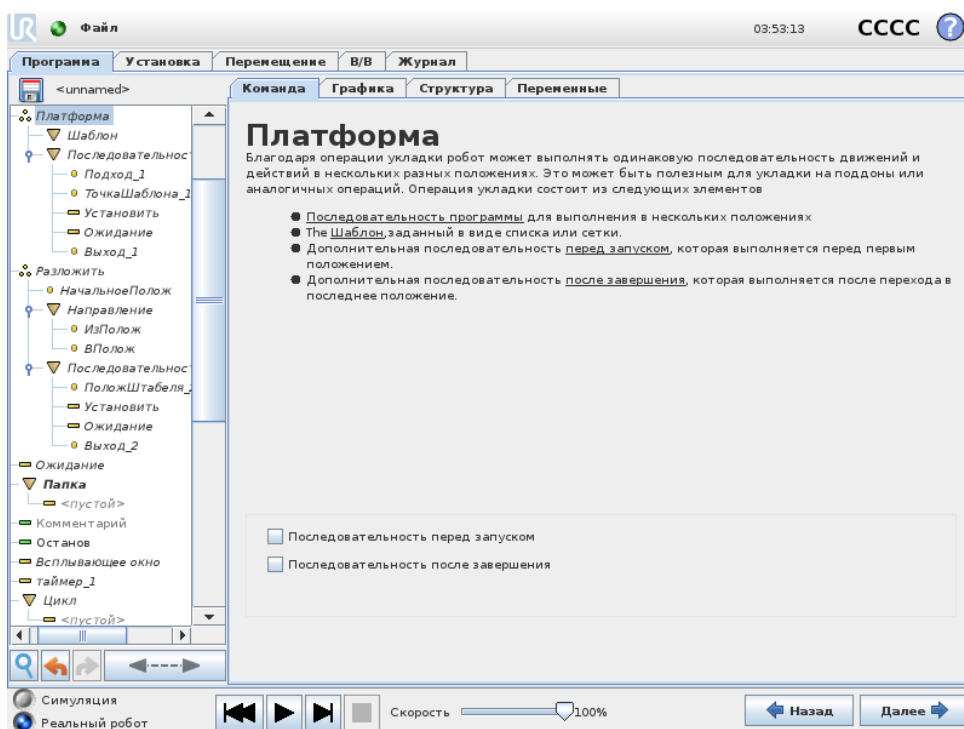 UR
Файл
03:53:13
CCCC
?
Программа
Установка
Перемещение
В/В
Журнал
<unnamed>
Команда
Графика
Структура
Переменные
Платформа
Шаблон
Последовательнос
Подход_1
ТочкаШаблона_1
Установить
Ожидание
Выход_1
Разложить
НачальноеПолож
Направление
ИзПолож
ВПолож
Последовательнос
ПоложШтабеля_2
Установить
Ожидание
Выход_2
Ожидание
Папка
<пустой>
Комментарий
Останов
Всплывающее окно
таймер_1
Цикл
<пустой>
Платформа
Благодаря операции укладки робот может выполнять одинаковую последовательность движений и
действий в нескольких разных положениях. Это может быть полезным для укладки на поддоны или
аналогичных операций. Операция укладки состоит из следующих элементов
Последовательность программы для выполнения в нескольких положениях
The Шаблон,заданный в виде списка или сетки.
Дополнительная последовательность перед запуском, которая выполняется перед первым
положением.
Дополнительная последовательность после завершения, которая выполняется после перехода в
последнее положение.
Последовательность перед запуском
Последовательность после завершения
Симуляция
Реальный робот
Скорость
100%
Назад
Далее